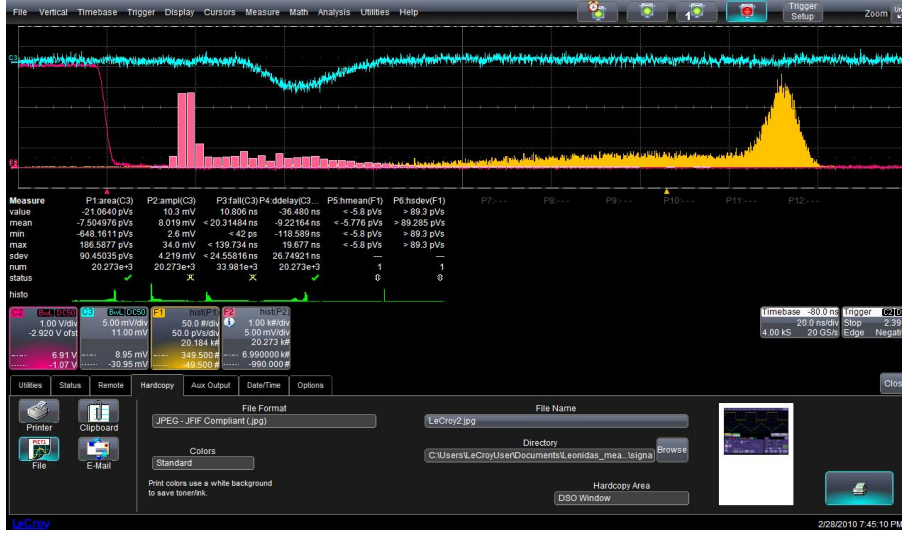 File Vertical Timebase Trigger Display Cursors Measure Math Analysis Utilities Help
1
Trigger Setup
Zoom
C3
C2
Measure P1:area(C3) P2:ampl(C3) P3:fall(C3) P4:ddelay(C3... P5:hmean(F1) P6:hsdev(F1) P7:--- P8:--- P9:--- P10:--- P11:--- P12:---
value -21.0640 pVs 10.3 mV 10.806 ns -36.480 ns < -5.8 pVs > 89.3 pVs
mean -7.504976 pVs 8.019 mV < 20.31484 ns -9.22164 ns < -5.776 pVs > 89.285 pVs
min -648.1611 pVs 2.6 mV < 42 ps -118.589 ns < -5.8 pVs > 89.3 pVs
max 186.5877 pVs 34.0 mV < 139.734 ns 19.677 ns < -5.8 pVs > 89.3 pVs
sdev 90.45035 pVs 4.219 mV < 24.55816 ns 26.74921 ns --- ---
num 20.273e+3 20.273e+3 33.981e+3 20.273e+3 1 1
status
histo
C2 BwL DC50 C3 BwL DC50 F1 hist(P1) F2 hist(P2) Timebase -80.0 ns Trigger C2 D
1.00 V/div 5.00 mV/div 50.0 #/div 1.00 k#/div 20.0 ns/div Stop 2.39
-2.920 V ofst 11.00 mV 50.0 pVs/div 5.00 mV/div 4.00 kS 20 GS/s Edge Negati
20.184 k# 20.273 k#
6.91 V 8.95 mV 349.500 # 6.990000 k#
-1.07 V -30.95 mV -49.500 # -990.000 #
Utilities Status Remote Hardcopy Aux Output Date/Time Options Clos
Printer
Clipboard
PICT1
File
E-Mail
File Format
JPEG - JFIF Compliant (.jpg)
Colors
Standard
Print colors use a white background
to save toner/ink.
File Name
LeCroy2.jpg
Directory
C:\Users\LeCroyUser\Documents\Leonidas_mea...\signa
Browse
Hardcopy Area
DSO Window
LeCroy
2/28/2010 7:45:10 PM